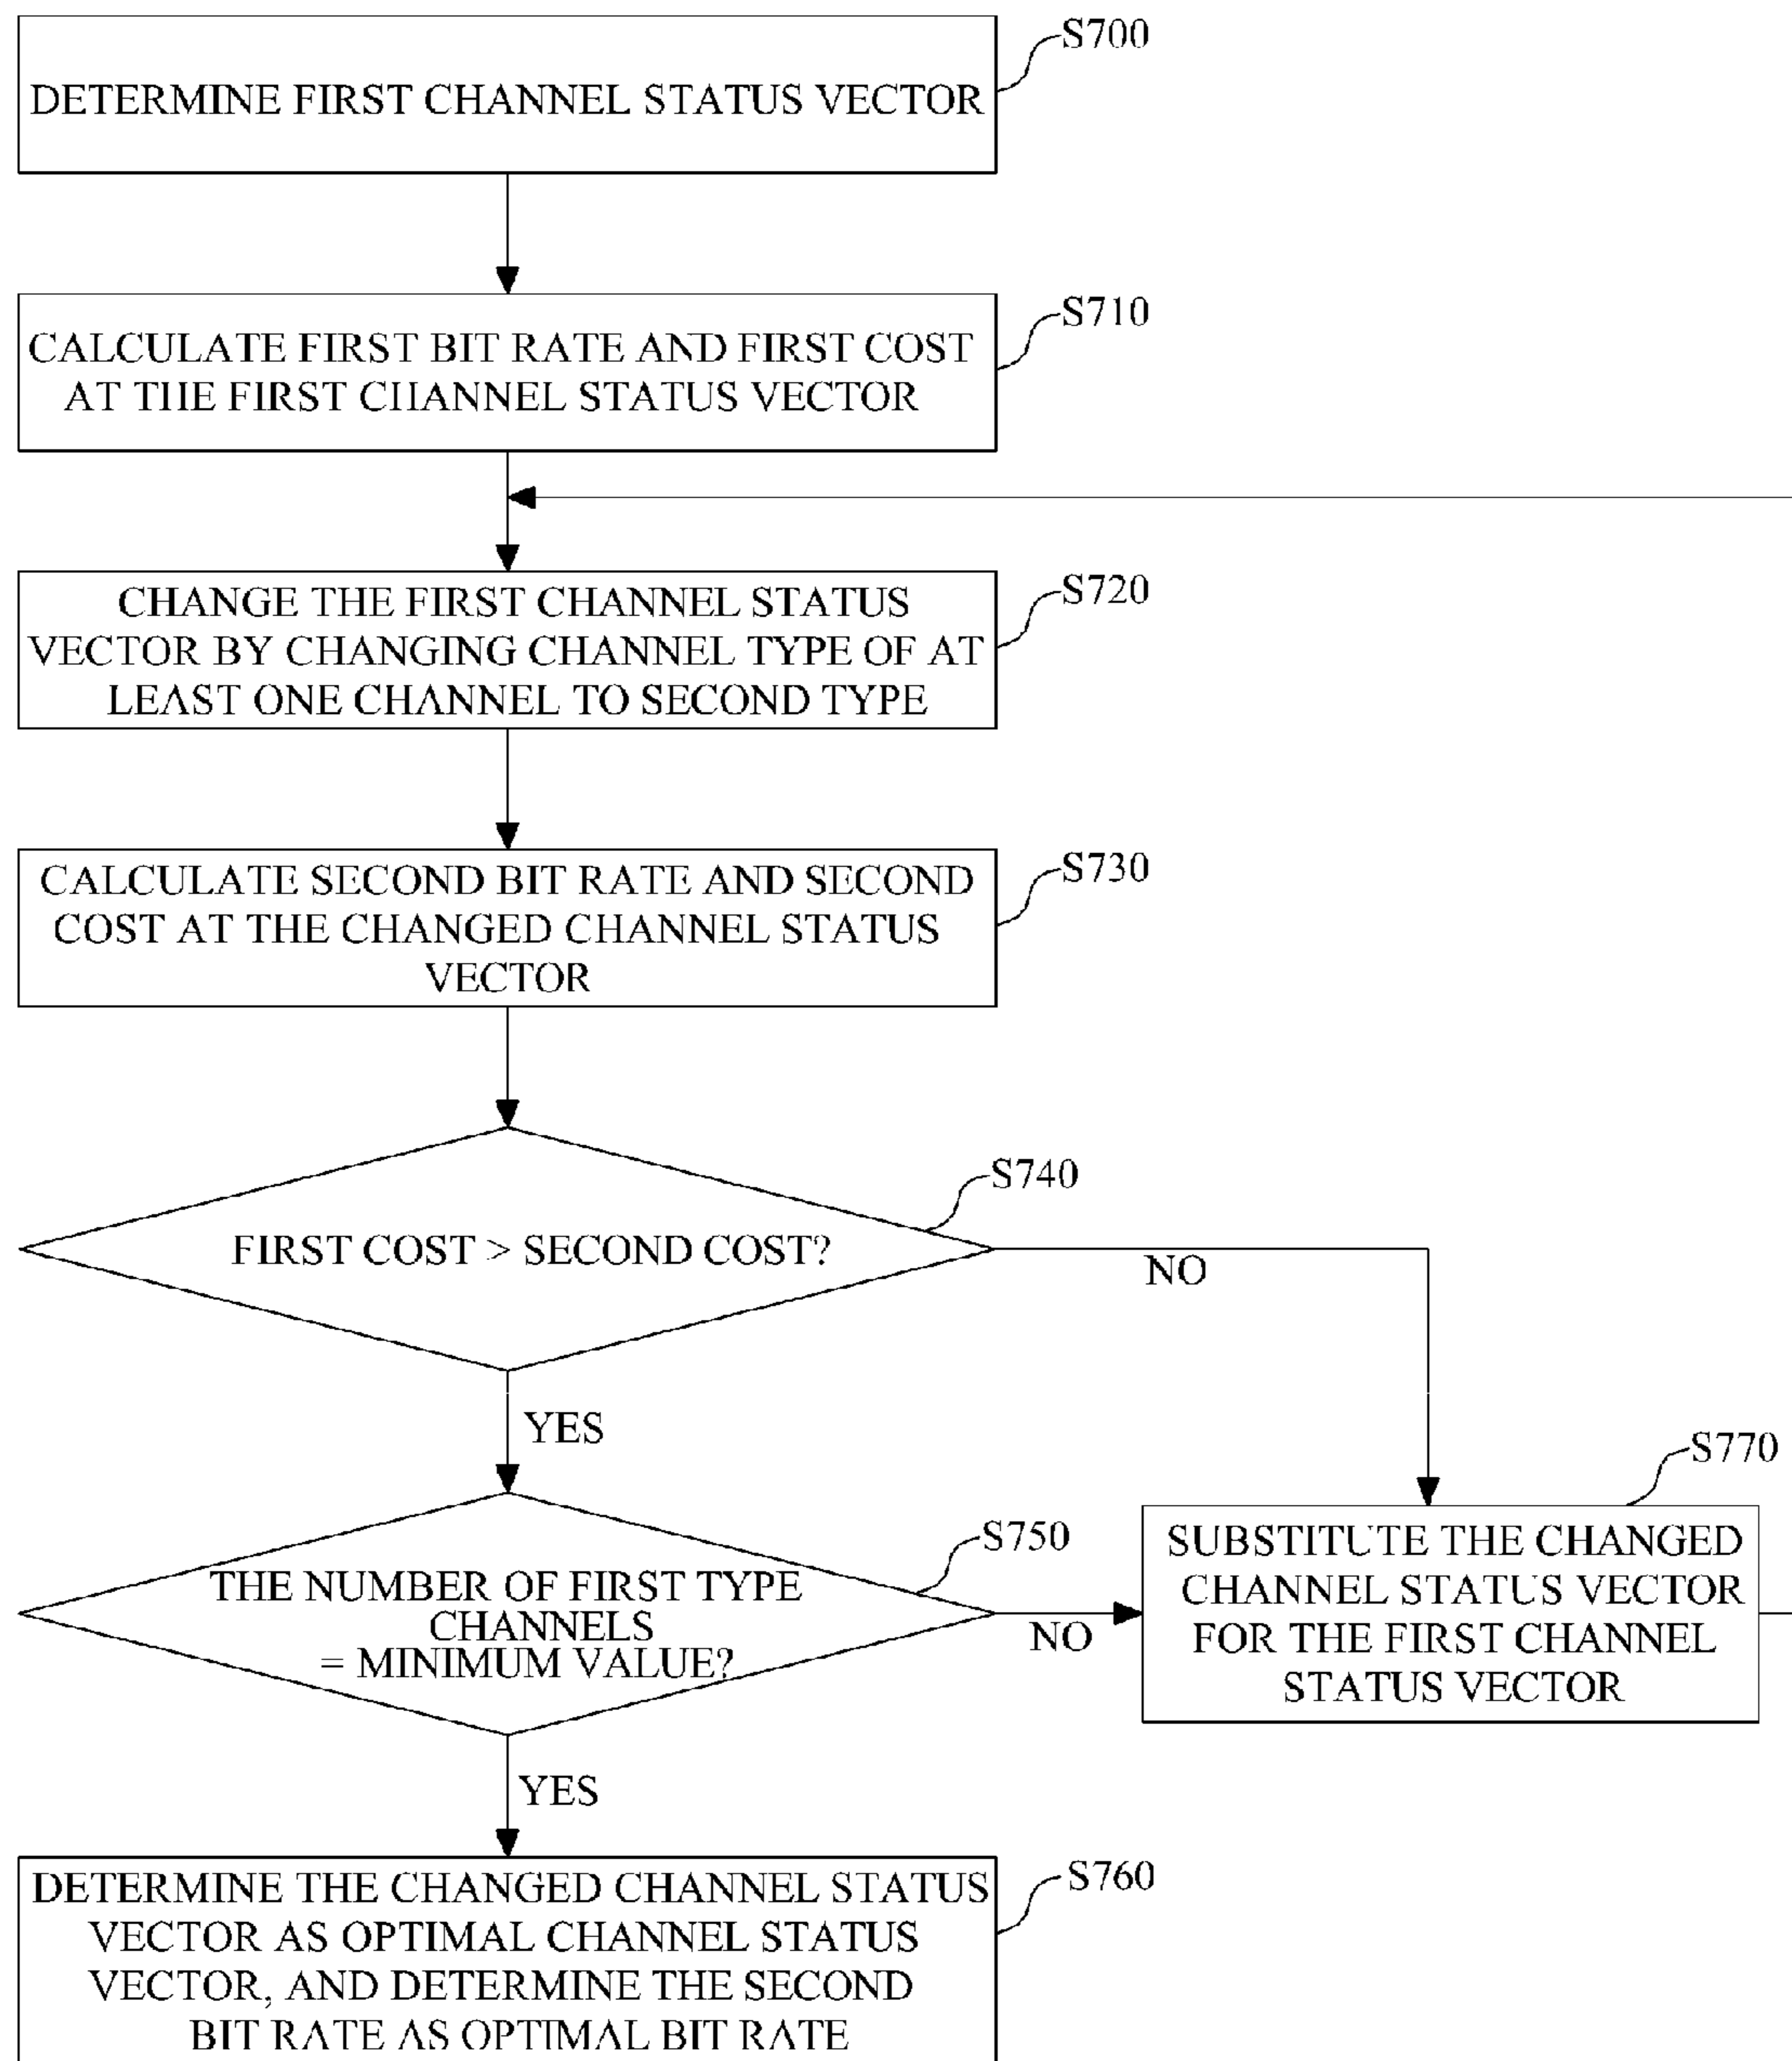 S700
DETERMINE FIRST CHANNEL STATUS VECTOR
S710
CALCULATE FIRST BIT RATE AND FIRST COST
AT THE FIRST CHANNEL STATUS VECTOR
S720
CHANGE THE FIRST CHANNEL STATUS
VECTOR BY CHANGING CHANNEL TYPE OF AT
LEAST ONE CHANNEL TO SECOND TYPE
S730
CALCULATE SECOND BIT RATE AND SECOND
COST AT THE CHANGED CHANNEL STATUS
VECTOR
S740
FIRST COST > SECOND COST?
NO
YES
S750
THE NUMBER OF FIRST TYPE
CHANNELS
= MINIMUM VALUE?
NO
S770
SUBSTITUTE THE CHANGED
CHANNEL STATUS VECTOR
FOR THE FIRST CHANNEL
STATUS VECTOR
YES
S760
DETERMINE THE CHANGED CHANNEL STATUS
VECTOR AS OPTIMAL CHANNEL STATUS
VECTOR, AND DETERMINE THE SECOND
BIT RATE AS OPTIMAL BIT RATE